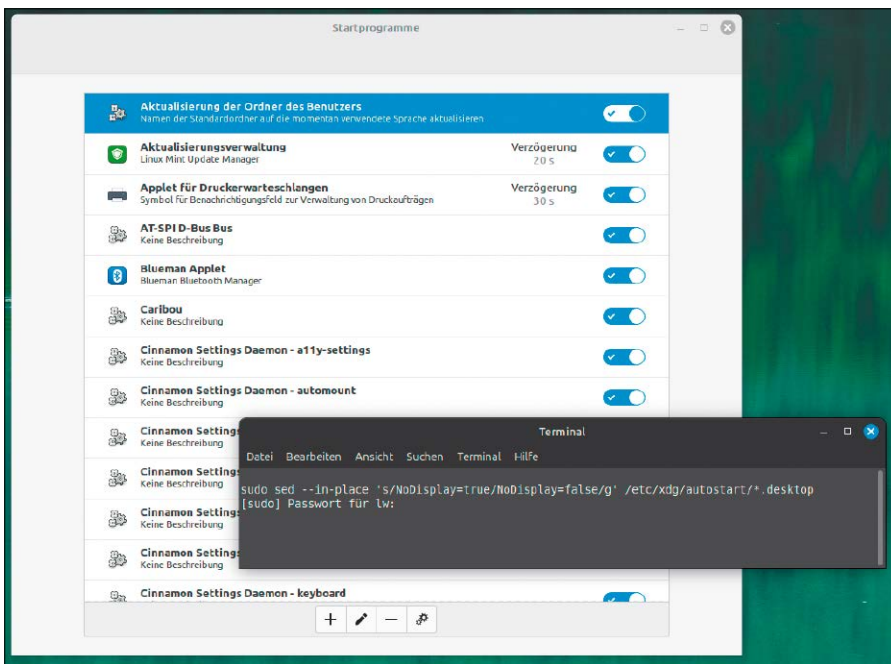 Startprogramme
Aktualisierung der Ordner des Benutzers
Namen der Standardordner auf die momentan verwendete Sprache aktualisieren
Aktualisierungsverwaltung
Linux Mint Update Manager
Verzögerung
20 s
Applet für Druckerwarteschlangen
Symbol für Benachrichtigungsfeld zur Verwaltung von Druckaufträgen
Verzögerung
30 s
AT-SPI D-Bus Bus
Keine Beschreibung
Blueman Applet
Blueman Bluetooth Manager
Caribou
Keine Beschreibung
Cinnamon Settings Daemon - a11y-settings
Keine Beschreibung
Cinnamon Settings Daemon - automount
Keine Beschreibung
Cinnamon Settings
Keine Beschreibung
Cinnamon Settings
Keine Beschreibung
Cinnamon Settings
Keine Beschreibung
Cinnamon Settings
Keine Beschreibung
Cinnamon Settings Daemon - keyboard
Terminal
Datei Bearbeiten Ansicht Suchen Terminal Hilfe
sudo sed --in-place 's/NoDisplay=true/NoDisplay=false/g' /etc/xdg/autostart/*.desktop
[sudo] Passwort für lw: